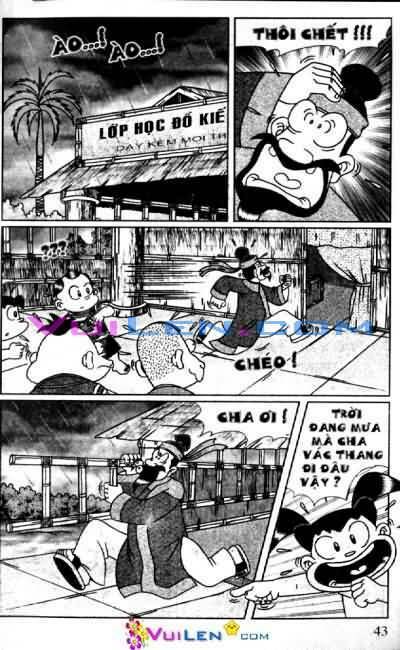 ÀO...! ÀO...!
LỚP HỌC ĐỒ KIẾ
DẠY KÈM MỌI TR
THÔI CHẾT !!!
???
CHÉO !
VUILEN.COM
CHA ƠI !
TRỜI
ĐANG MƯA
MÀ CHA
VÁC THANG
ĐI ĐÂU
VẬY ?
43
VUILEN.COM